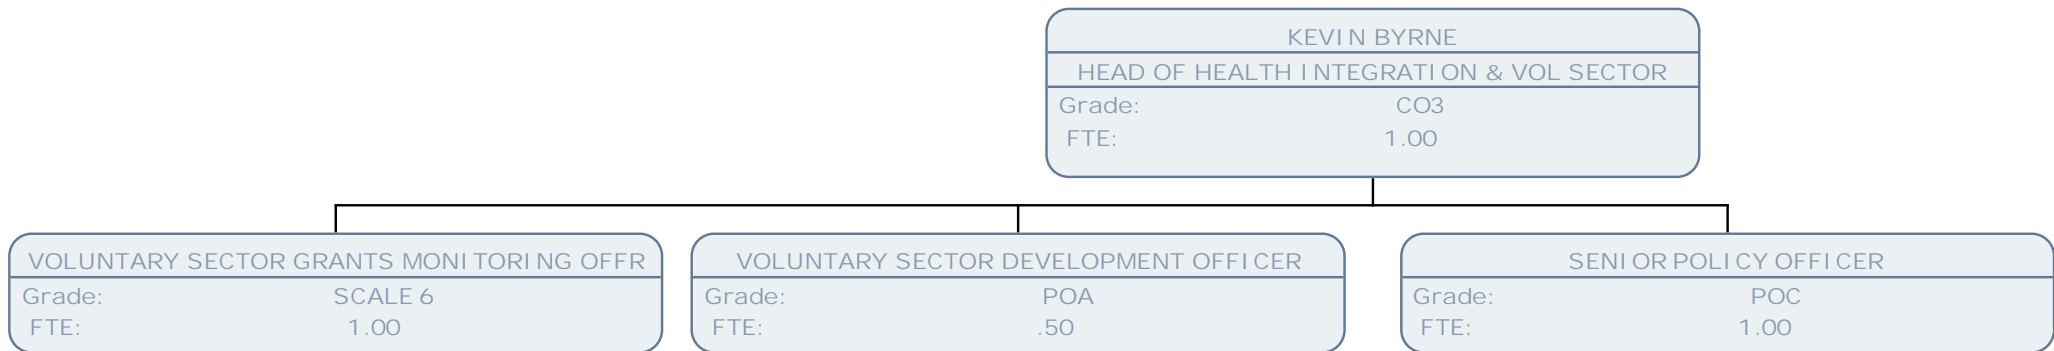 KEVIN BYRNE
HEAD OF HEALTH INTEGRATION & VOL SECTOR
Grade: CO3
FTE: 1.00
VOLUNTARY SECTOR GRANTS MONITORING OFFR
Grade: SCALE 6
FTE: 1.00
VOLUNTARY SECTOR DEVELOPMENT OFFICER
Grade: POA
FTE: .50
SENIOR POLICY OFFICER
Grade: POC
FTE: 1.00